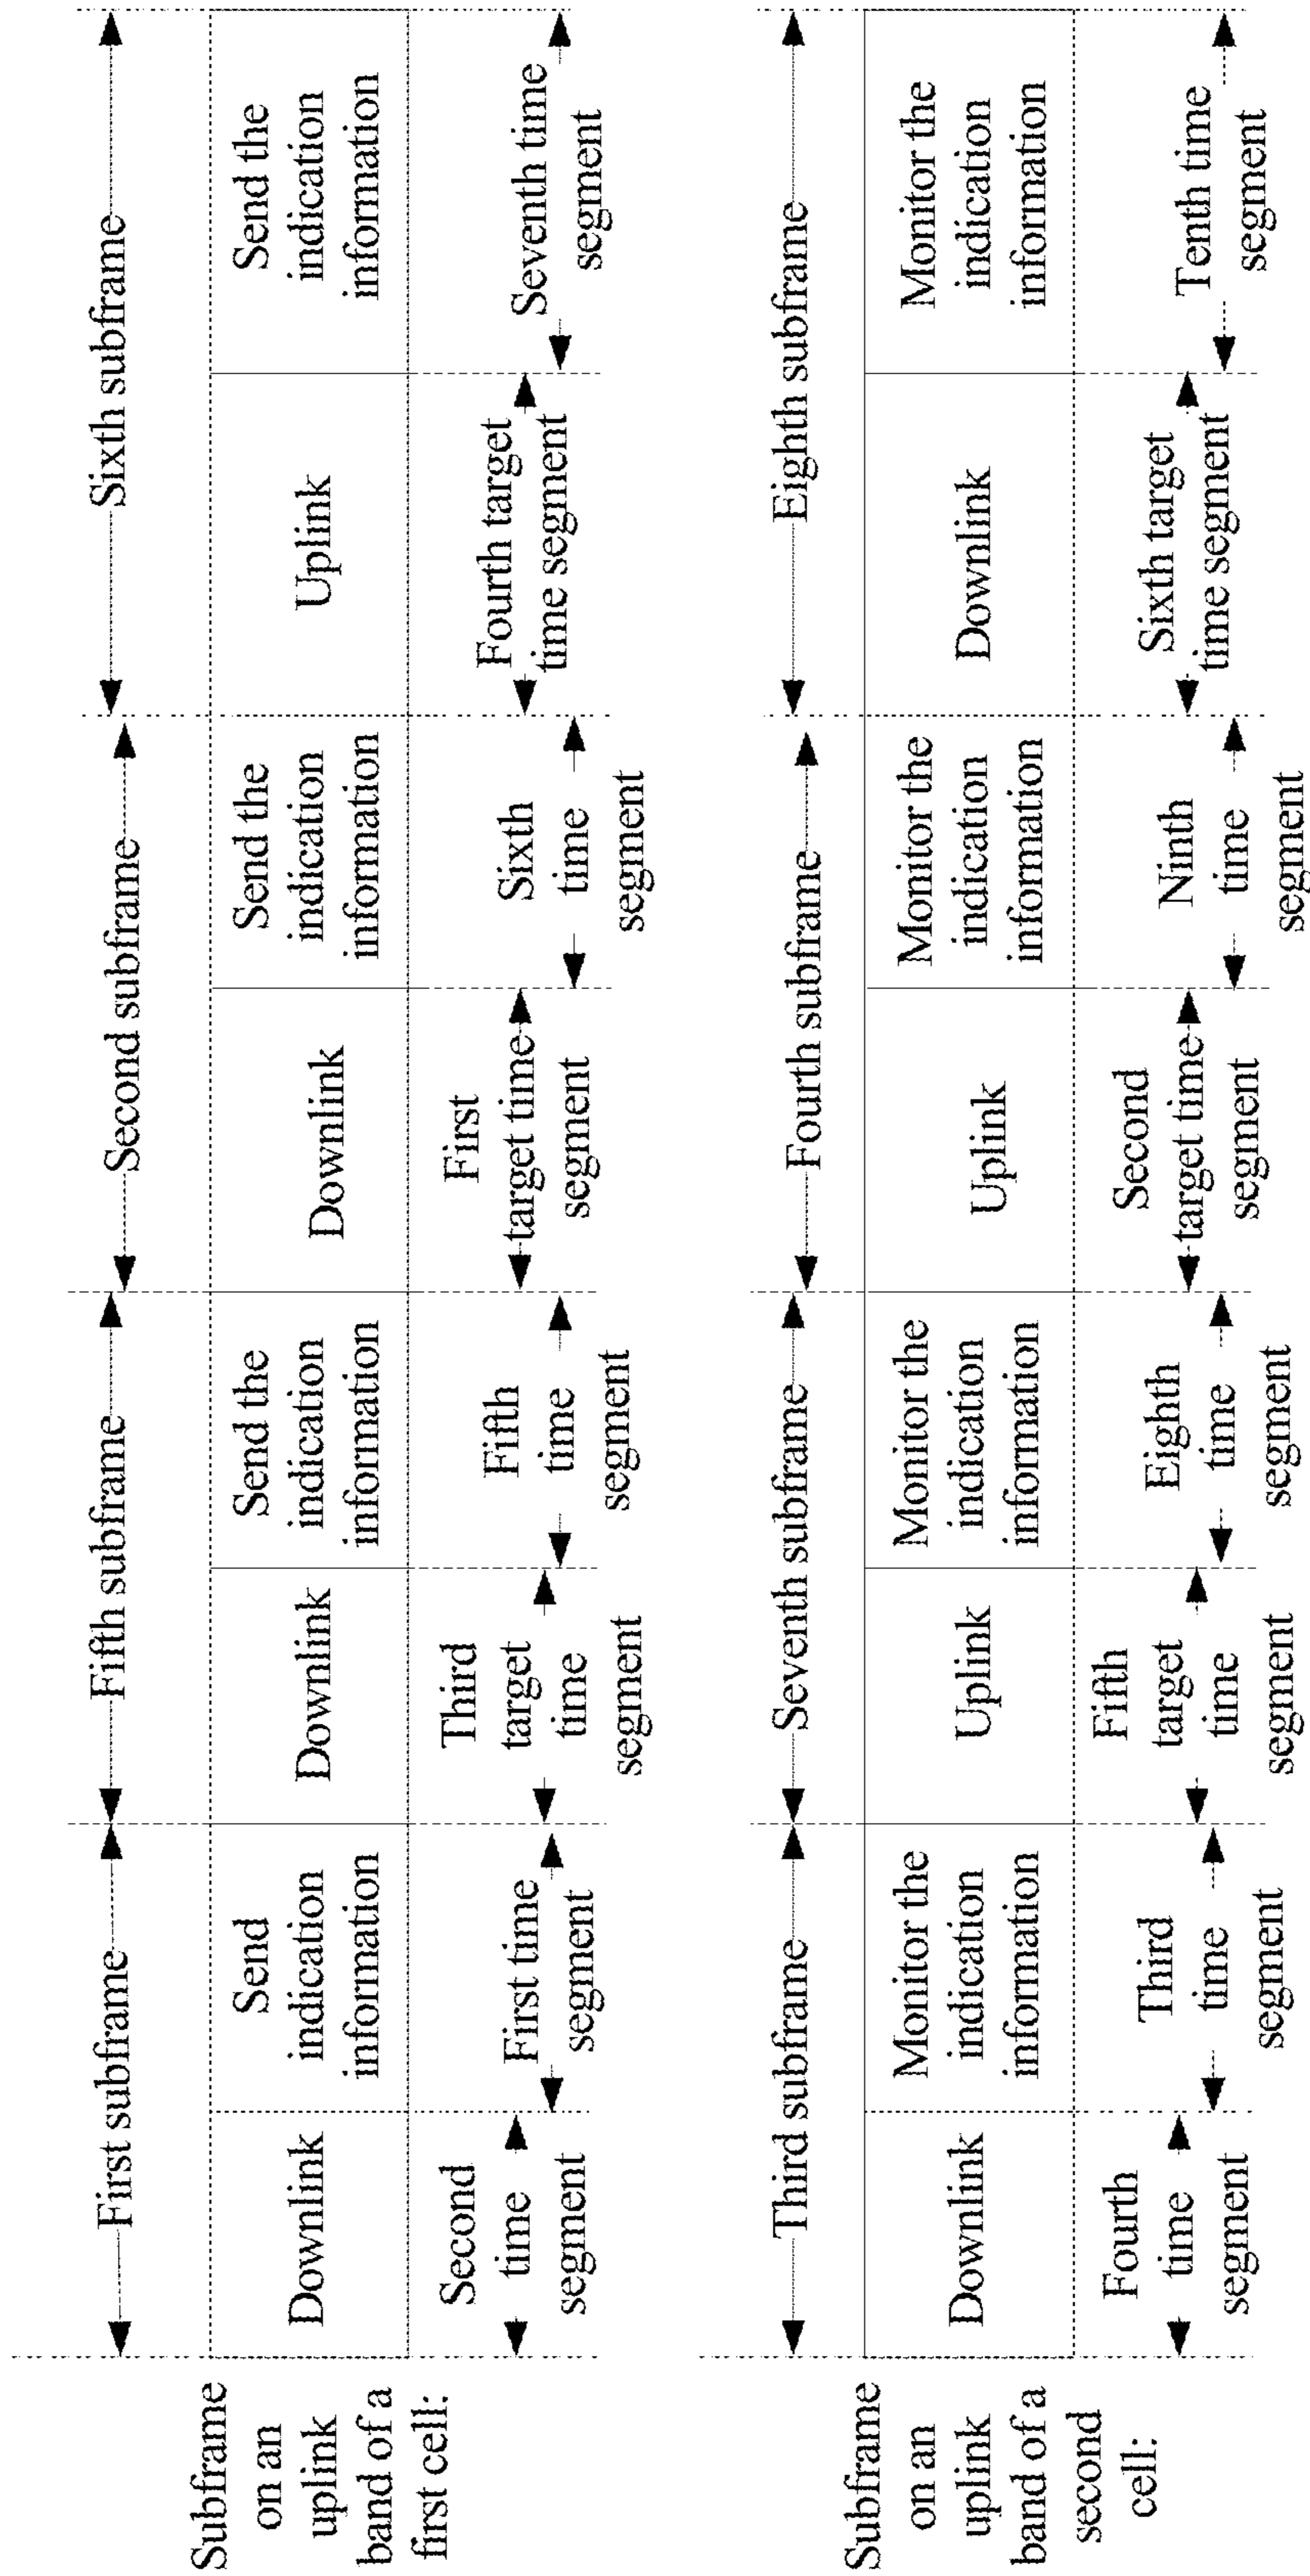 First subframe
Fifth subframe
Second subframe
Sixth subframe
Subframe
on an
uplink
band of a
first cell:
Downlink
Send
indication
information
Downlink
Send the
indication
information
Downlink
Send the
indication
information
Uplink
Send the
indication
information
Second
time
segment
First time
segment
Third
target
time
segment
Fifth
time
segment
First
target time
segment
Sixth
time
segment
Fourth target
time segment
Seventh time
segment
Third subframe
Seventh subframe
Fourth subframe
Eighth subframe
Subframe
on an
uplink
band of a
second
cell:
Downlink
Monitor the
indication
information
Uplink
Monitor the
indication
information
Uplink
Monitor the
indication
information
Downlink
Monitor the
indication
information
Fourth
time
segment
Third
time
segment
Fifth
target
time
segment
Eighth
time
segment
Second
target time
segment
Ninth
time
segment
Sixth target
time segment
Tenth time
segment